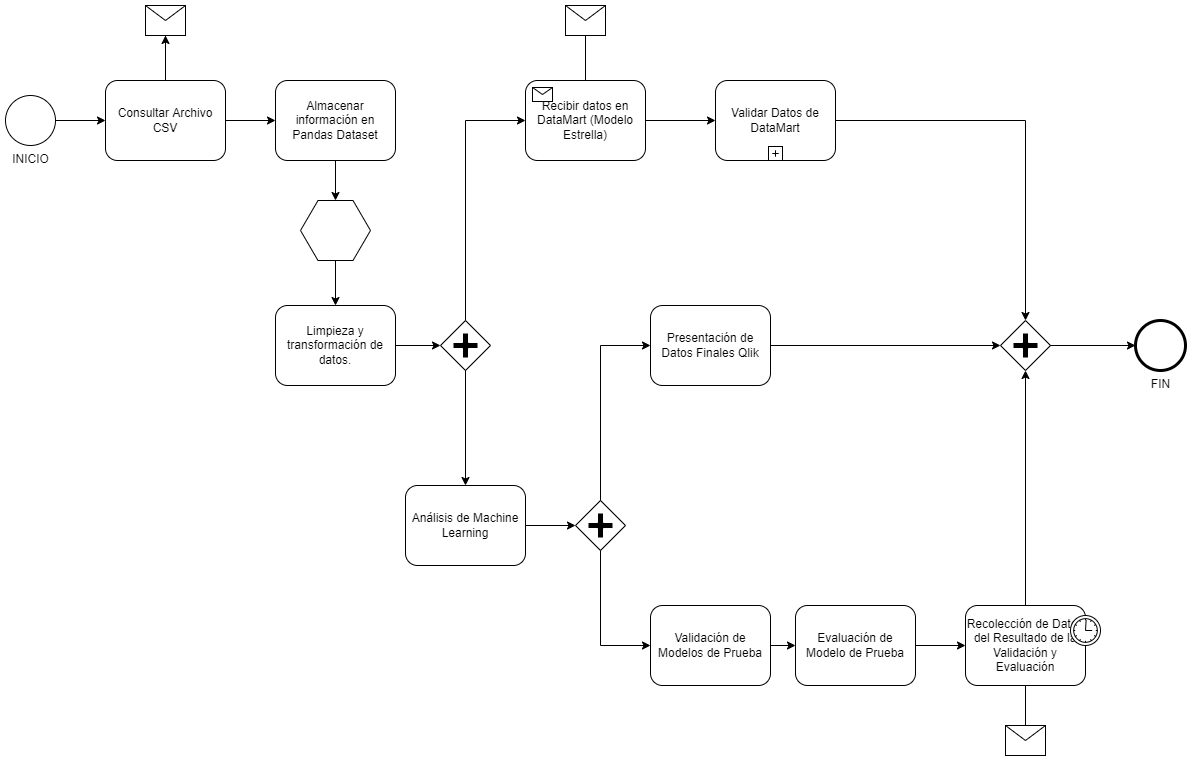 INICIO
Consultar Archivo
CSV
Almacenar
información en
Pandas Dataset
Recibir datos en
DataMart (Modelo
Estrella)
Validar Datos de
DataMart
Limpieza y
transformación de
datos.
Presentación de
Datos Finales Qlik
FIN
Análisis de Machine
Learning
Validación de
Modelos de Prueba
Evaluación de
Modelo de Prueba
Recolección de
del Resultado de
Validación y
Evaluación